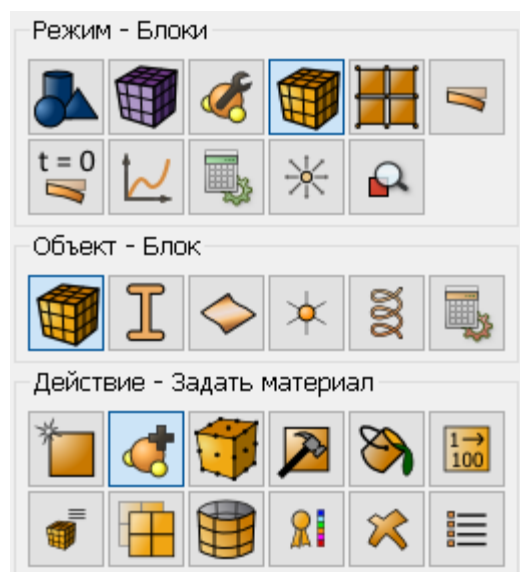 Режим - Блоки
t = 0
Объект - Блок
Действие - Задать материал
1→
100